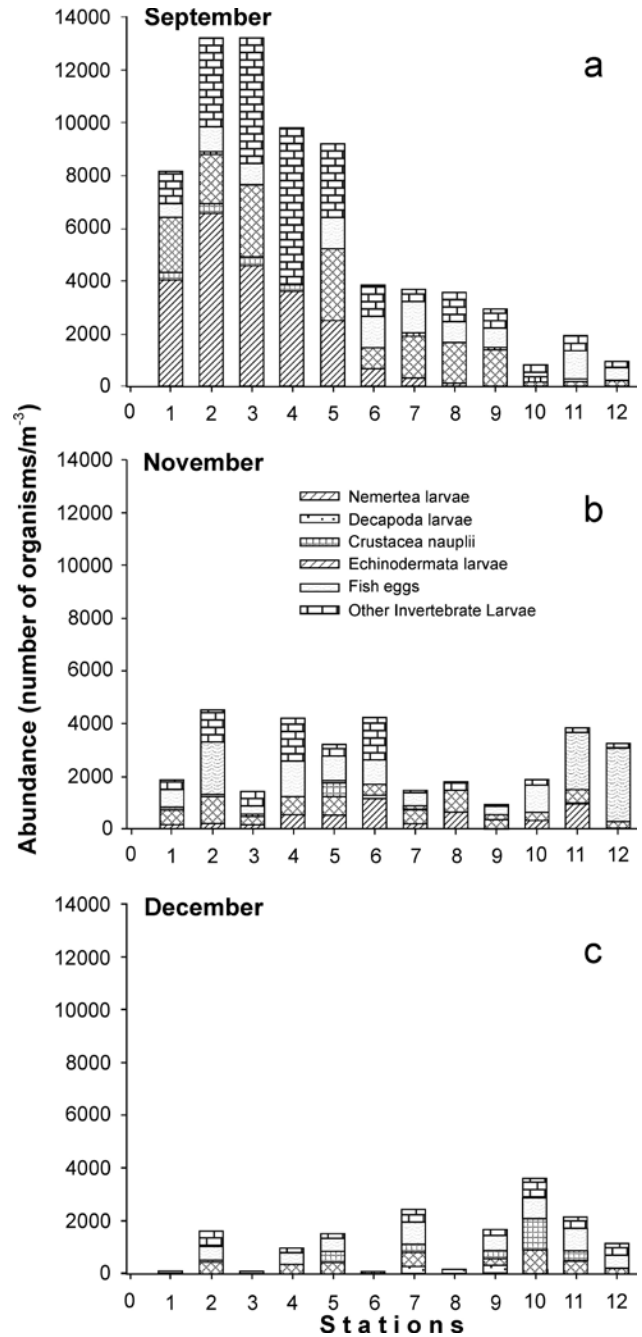 September
a
14000
12000
10000
8000
6000
4000
2000
0
0 1 2 3 4 5 6 7 8 9 10 11 12
November
b
14000
12000
10000
8000
6000
4000
2000
0
Nemertea larvae
Decapoda larvae
Crustacea nauplii
Echinodermata larvae
Fish eggs
Other Invertebrate Larvae
0 1 2 3 4 5 6 7 8 9 10 11 12
Abundance (number of organisms/m⁻³)
December
c
14000
12000
10000
8000
6000
4000
2000
0
0 1 2 3 4 5 6 7 8 9 10 11 12
Stations